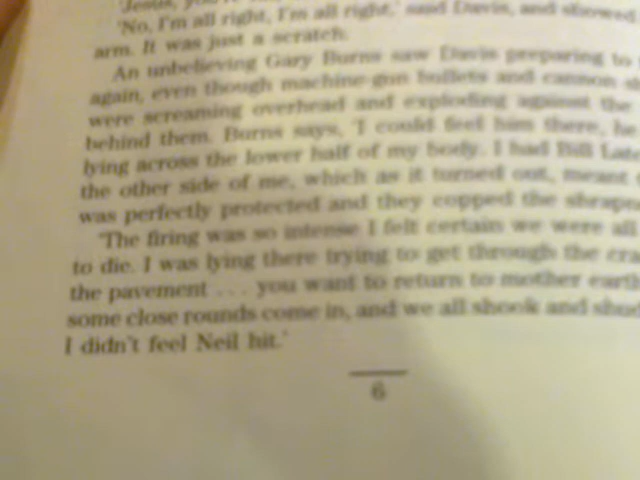 'Jesus,
'No, I'm all right, I'm all right,' said Davis, and showed
arm. It was just a scratch.
An unbelieving Gary Burns saw Davis preparing to
again, even though machine-gun bullets and cannon
were screaming overhead and exploding against the
behind them. Burns says, 'I could feel him there, he
lying across the lower half of my body. I had Bill
the other side of me, which as it turned out, meant
was perfectly protected and they copped the
'The firing was so intense I felt certain we were all
to die. I was lying there trying to get through the
the pavement ... you want to return to mother earth
some close rounds come in, and we all shook and
I didn't feel Neil hit.'
6